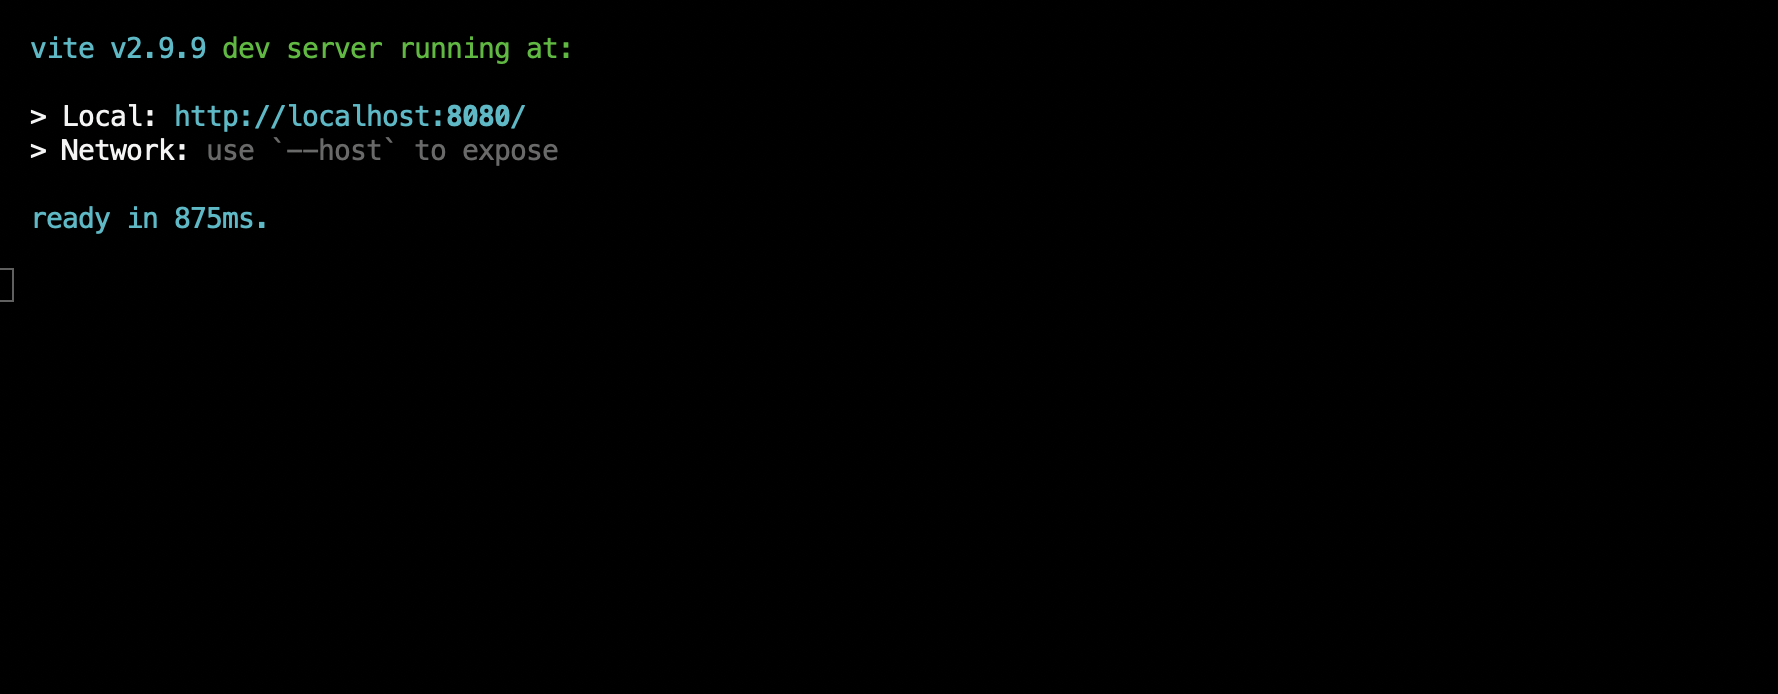 vite v2.9.9 dev server running at:
> Local: http://localhost:8080/
> Network: use `--host` to expose
ready in 875ms.